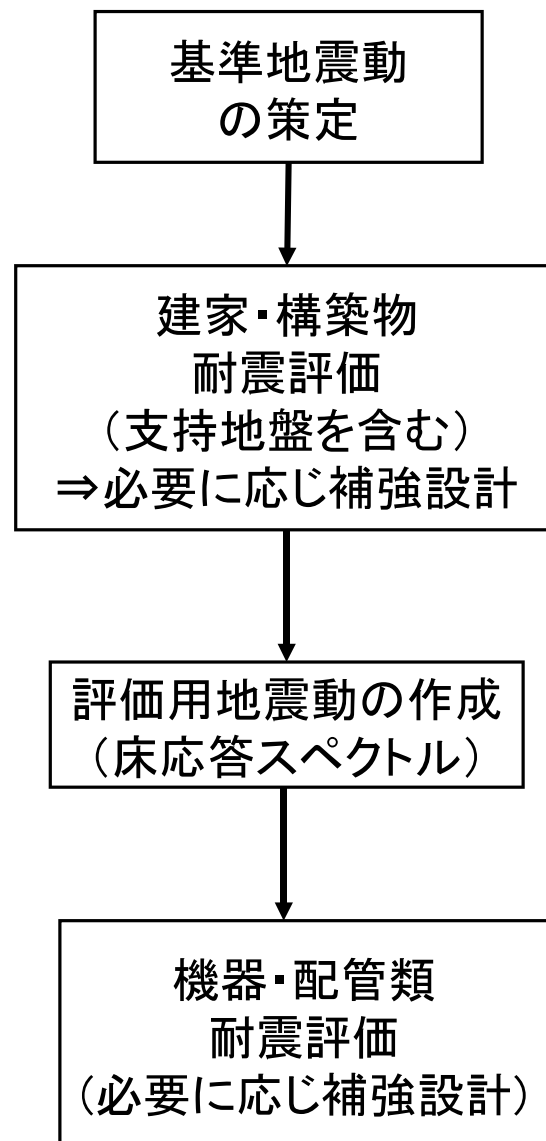 基準地震動
の策定
建家・構築物
耐震評価
（支持地盤を含む）
⇒必要に応じ補強設計
評価用地震動の作成
（床応答スペクトル）
機器・配管類
耐震評価
（必要に応じ補強設計）